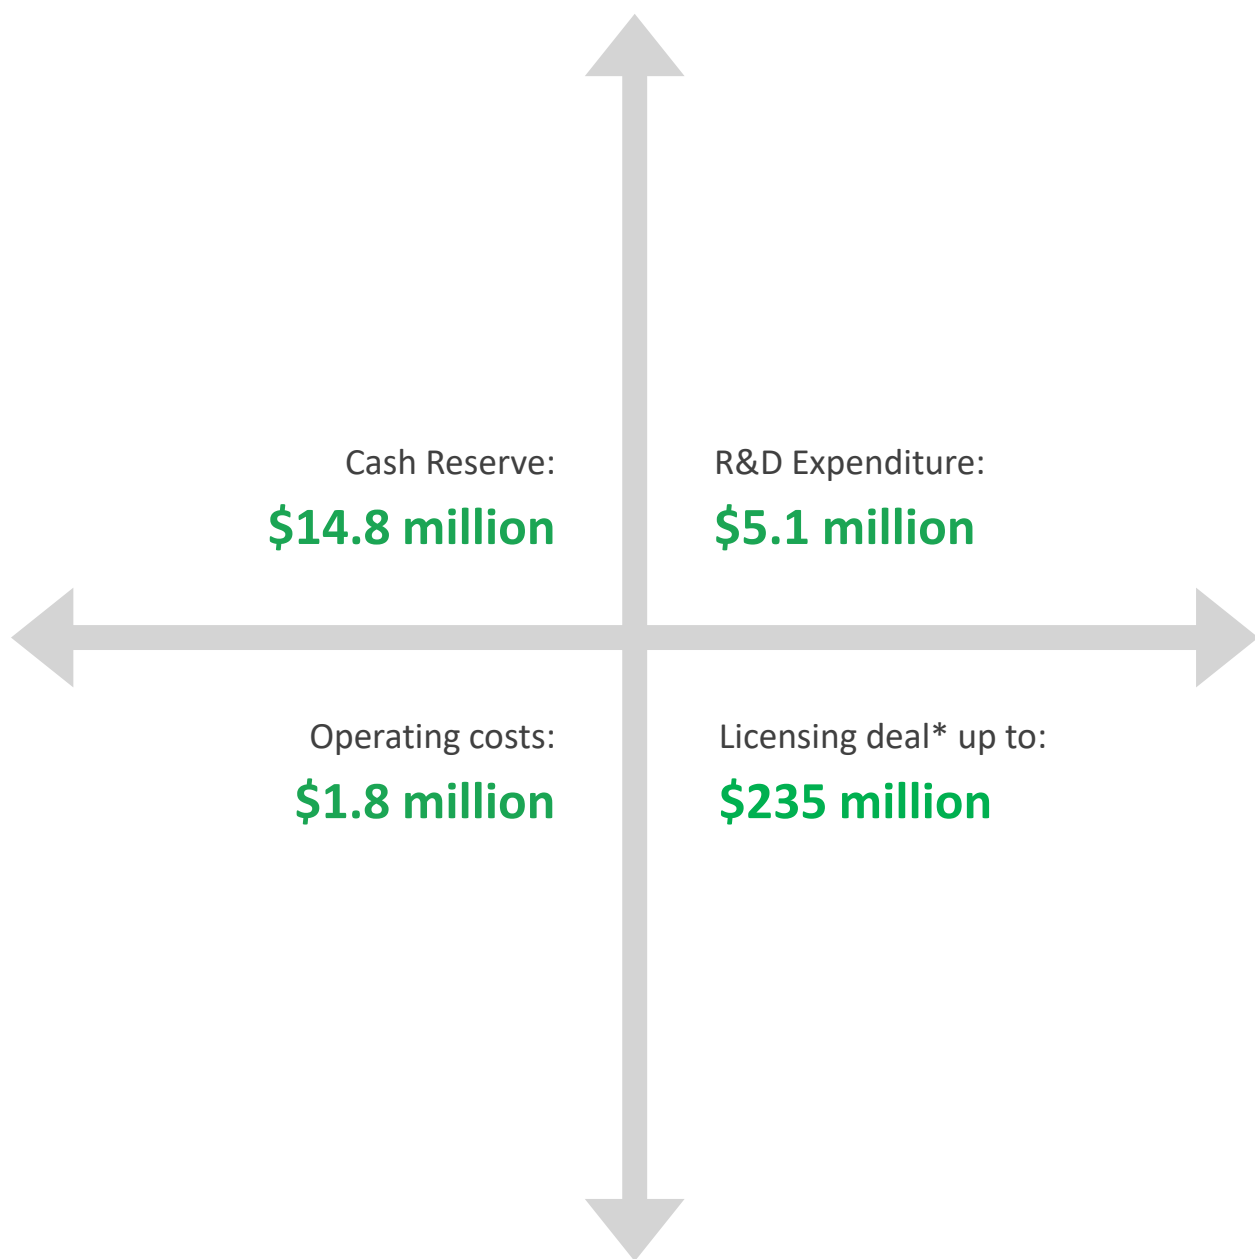 Cash Reserve:
$14.8 million
R&D Expenditure:
$5.1 million
Operating costs:
$1.8 million
Licensing deal* up to:
$235 million